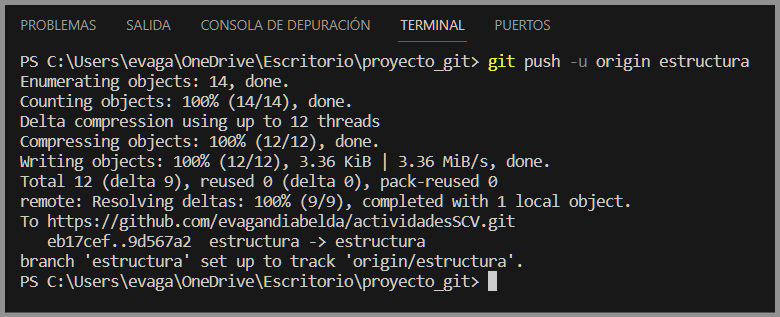 PROBLEMAS SALIDA CONSOLA DE DEPURACIÓN TERMINAL PUERTOS
PS C:\Users\evaga\OneDrive\Escritorio\proyecto_git> git push -u origin estructura
Enumerating objects: 14, done.
Counting objects: 100% (14/14), done.
Delta compression using up to 12 threads
Compressing objects: 100% (12/12), done.
Writing objects: 100% (12/12), 3.36 KiB | 3.36 MiB/s, done.
Total 12 (delta 9), reused 0 (delta 0), pack-reused 0
remote: Resolving deltas: 100% (9/9), completed with 1 local object.
To https://github.com/evagandiabelda/actividadesSCV.git
   eb17cef..9d567a2  estructura -> estructura
branch 'estructura' set up to track 'origin/estructura'.
PS C:\Users\evaga\OneDrive\Escritorio\proyecto_git>